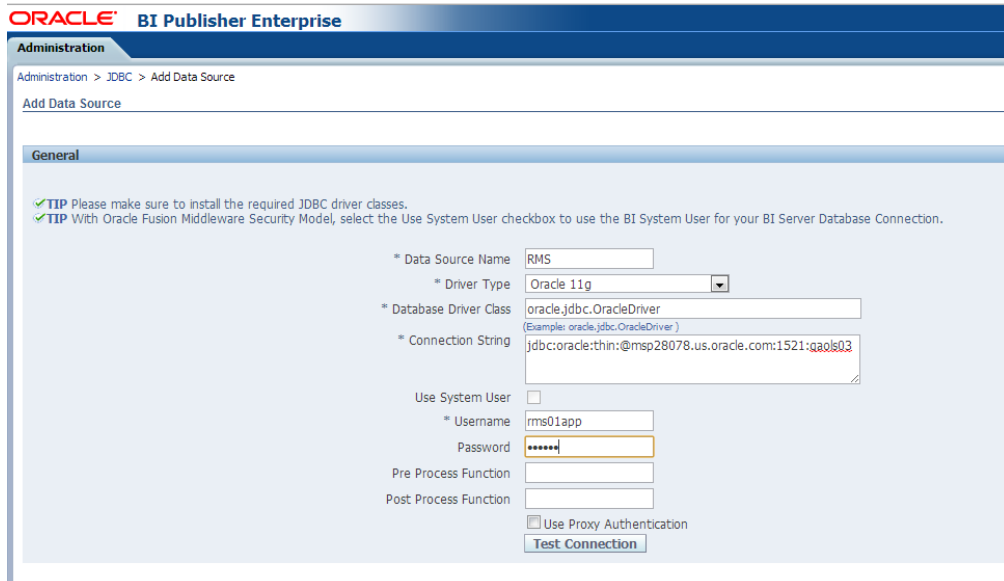 ORACLE® BI Publisher Enterprise
Administration
Administration > JDBC > Add Data Source
Add Data Source
General
TIP Please make sure to install the required JDBC driver classes.
TIP With Oracle Fusion Middleware Security Model, select the Use System User checkbox to use the BI System User for your BI Server Database Connection.
* Data Source Name RMS
* Driver Type Oracle 11g
* Database Driver Class oracle.jdbc.OracleDriver
(Example: oracle.jdbc.OracleDriver )
* Connection String jdbc:oracle:thin:@msp28078.us.oracle.com:1521:gaols03
Use System User
* Username rms01app
Password ••••••
Pre Process Function
Post Process Function
Use Proxy Authentication
Test Connection